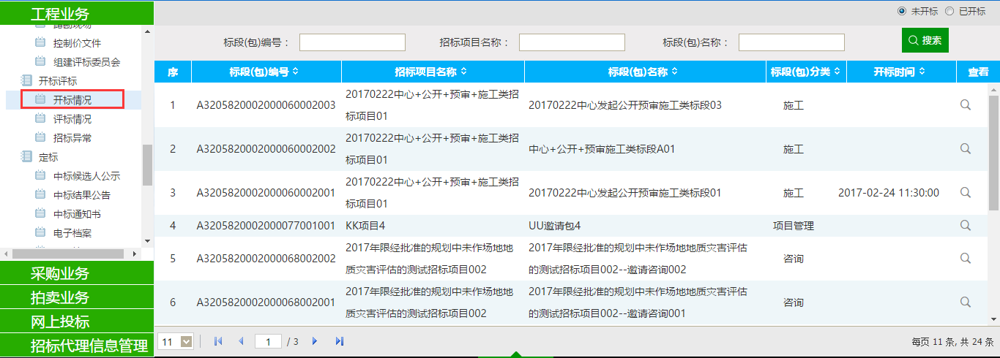 工程业务
踏勘现场
控制价文件
组建评标委员会
开标评标
开标情况
评标情况
招标异常
定标
中标候选人公示
中标结果公告
中标通知书
电子档案
采购业务
拍卖业务
网上投标
招标代理信息管理
未开标 已开标
标段(包)编号： 招标项目名称： 标段(包)名称： 搜索
序 标段(包)编号 招标项目名称 标段(包)名称 标段(包)分类 开标时间 查看
1 A3205820002000060002003 20170222中心+公开+预审+施工类招
标项目01 20170222中心发起公开预审施工类标段03 施工
2 A3205820002000060002002 20170222中心+公开+预审+施工类招
标项目01 中心+公开+预审施工类标段A01 施工
3 A3205820002000060002001 20170222中心+公开+预审+施工类招
标项目01 20170222中心发起公开预审施工类标段01 施工 2017-02-24 11:30:00
4 A3205820002000077001001 KK项目4 UU邀请包4 项目管理
5 A3205820002000068002002 2017年限经批准的规划中未作场地地 2017年限经批准的规划中未作场地地质灾害评估 咨询
质灾害评估的测试招标项目002 的测试招标项目002--邀请咨询002
6 A3205820002000068002001 2017年限经批准的规划中未作场地地 2017年限经批准的规划中未作场地地质灾害评估 咨询
质灾害评估的测试招标项目002 的测试招标项目002--邀请咨询001
11 1 / 3 每页 11 条, 共 24 条